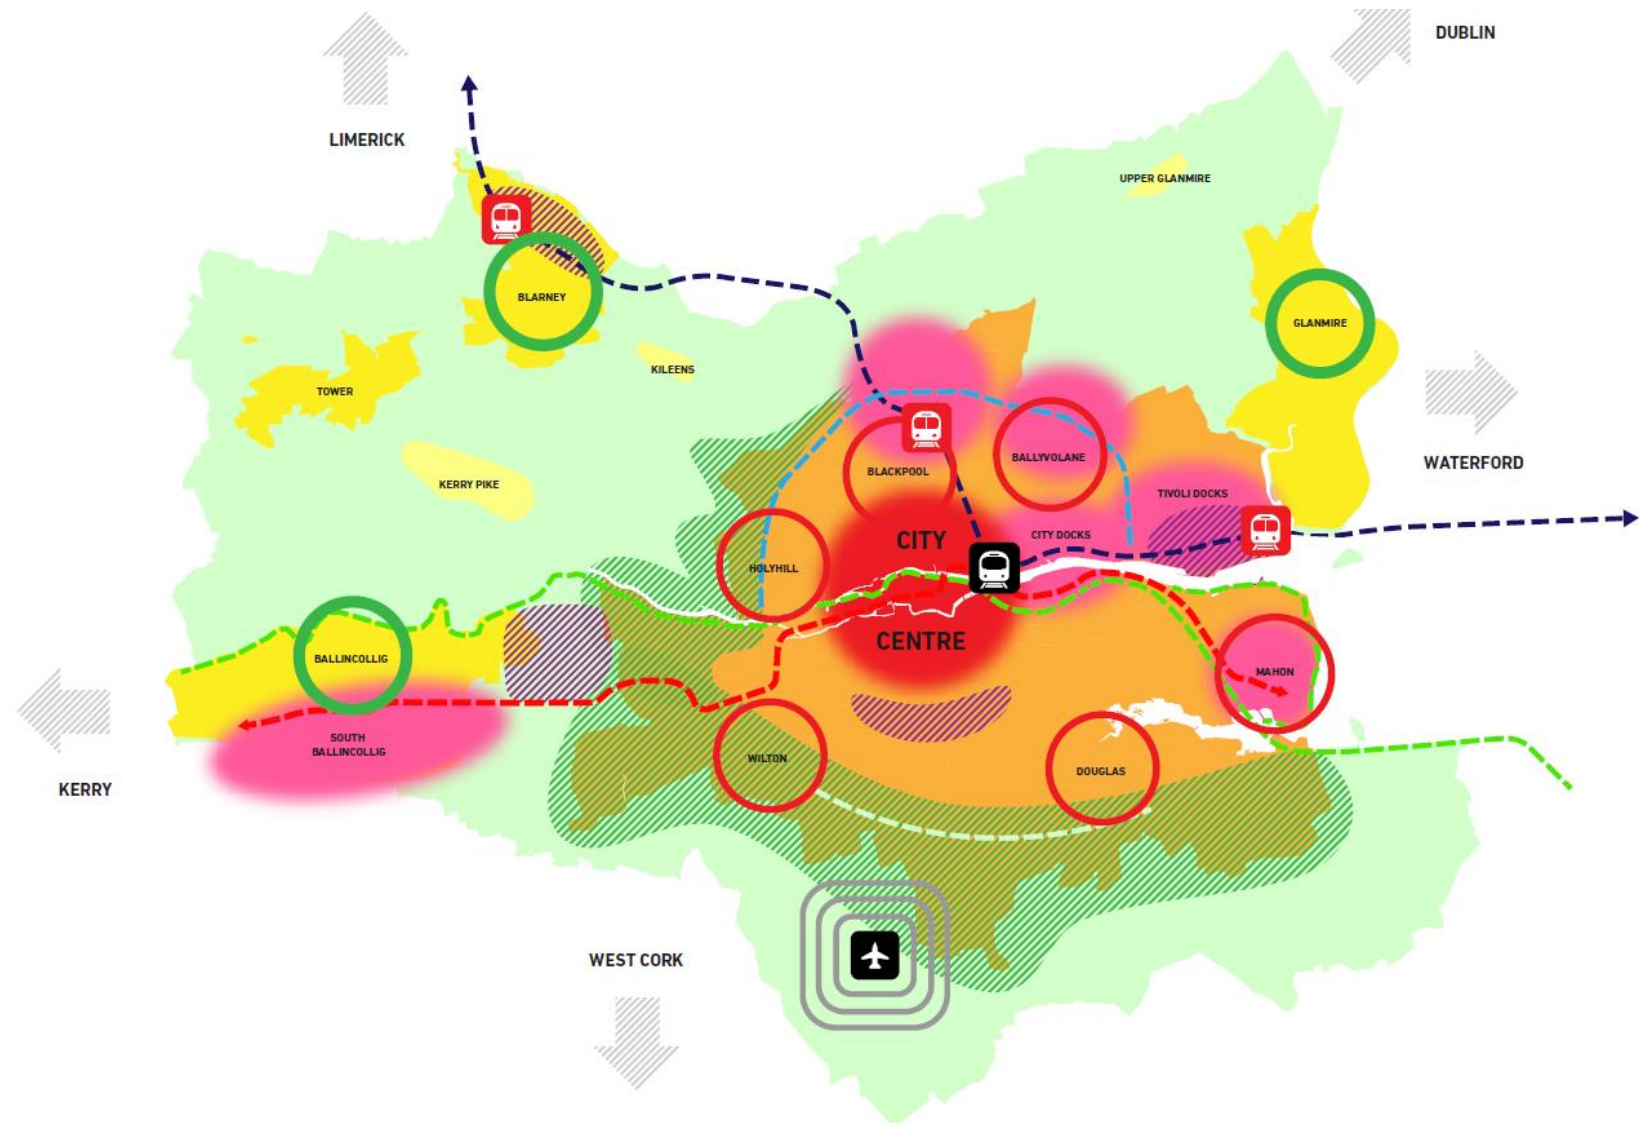 DUBLIN
LIMERICK
UPPER GLANMIRE
BLARNEY
GLANMIRE
KILEENS
TOWER
KERRY PIKE
BLACKPOOL
BALLYVOLANE
WATERFORD
TIVOLI DOCKS
CITY
CITY DOCKS
HOLYHILL
CENTRE
BALLINCOLLIG
MAHON
SOUTH
BALLINCOLLIG
WILTON
DOUGLAS
KERRY
WEST CORK